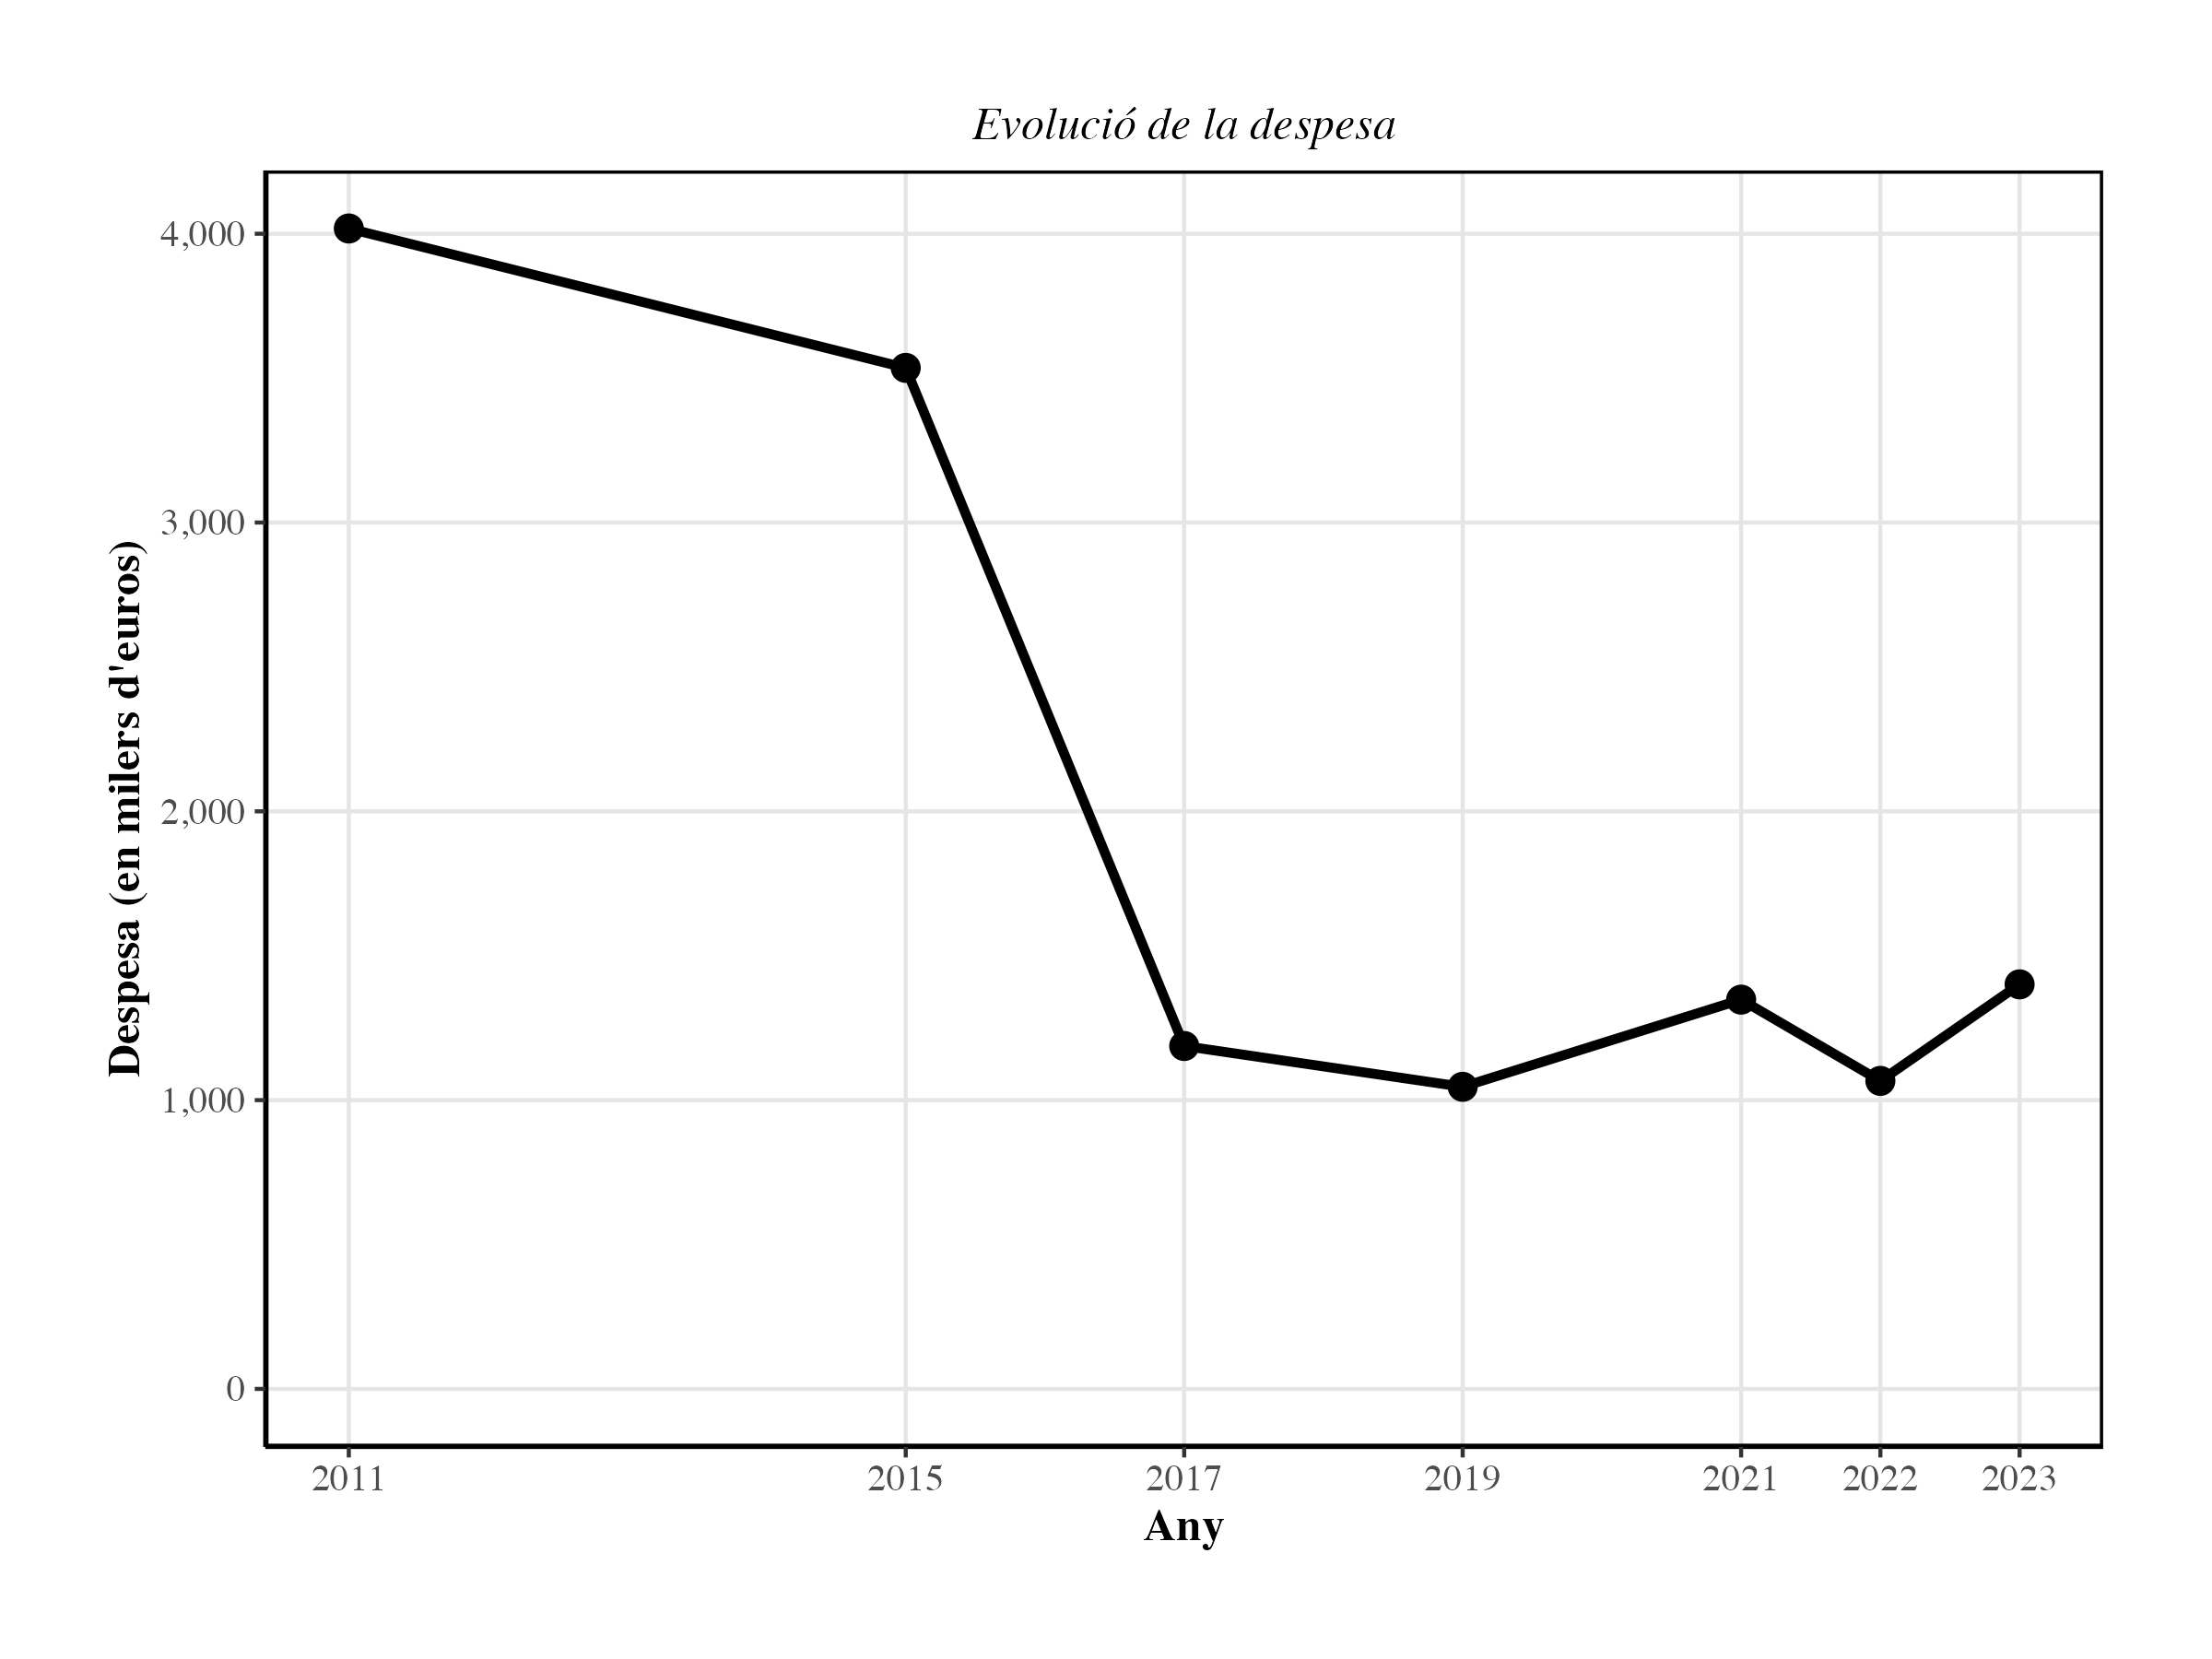 Evolució de la despesa
Despesa (en milers d'euros)
4,000
3,000
2,000
1,000
0
2011 2015 2017 2019 2021 2022 2023
Any